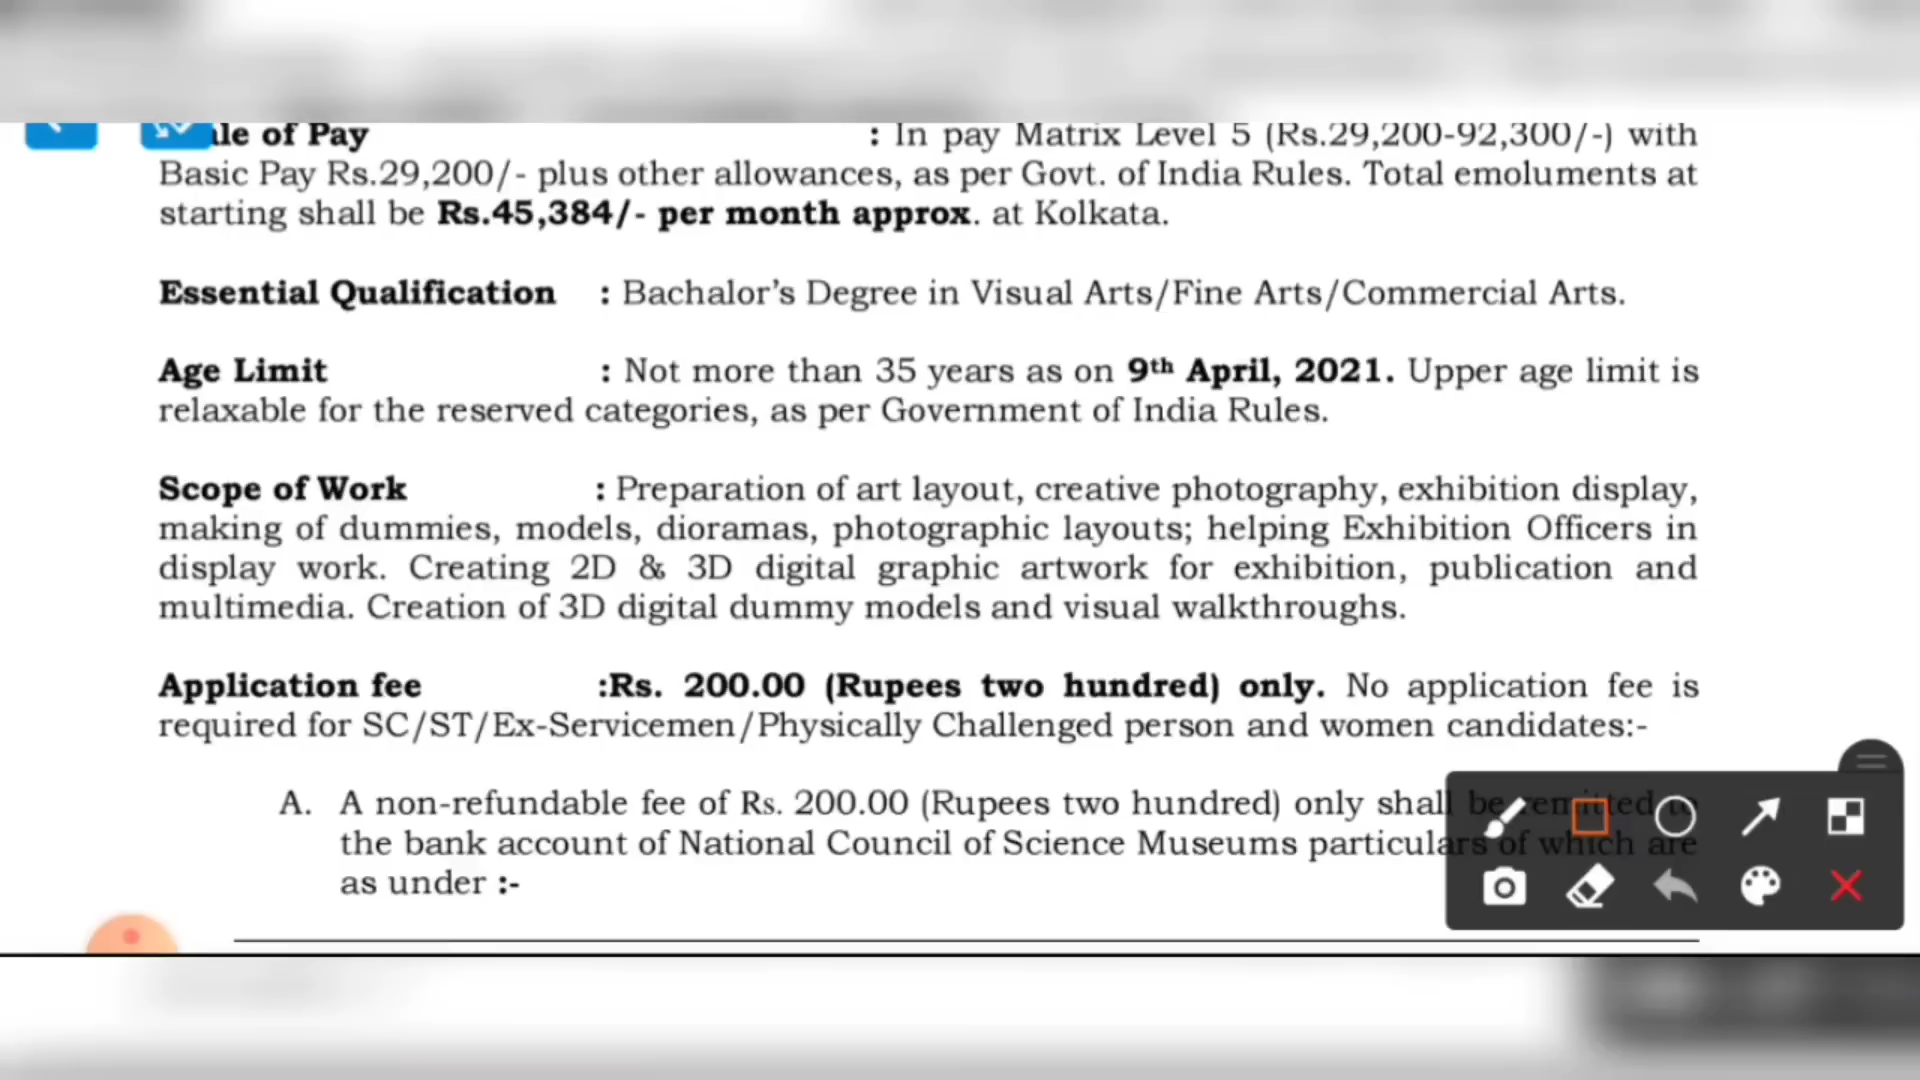 ale of Pay : In pay Matrix Level 5 (Rs.29,200-92,300/-) with
Basic Pay Rs.29,200/- plus other allowances, as per Govt. of India Rules. Total emoluments at
starting shall be Rs.45,384/- per month approx. at Kolkata.
Essential Qualification : Bachalor's Degree in Visual Arts/Fine Arts/Commercial Arts.
Age Limit : Not more than 35 years as on 9th April, 2021. Upper age limit is
relaxable for the reserved categories, as per Government of India Rules.
Scope of Work : Preparation of art layout, creative photography, exhibition display,
making of dummies, models, dioramas, photographic layouts; helping Exhibition Officers in
display work. Creating 2D & 3D digital graphic artwork for exhibition, publication and
multimedia. Creation of 3D digital dummy models and visual walkthroughs.
Application fee :Rs. 200.00 (Rupees two hundred) only. No application fee is
required for SC/ST/Ex-Servicemen/Physically Challenged person and women candidates:-
A. A non-refundable fee of Rs. 200.00 (Rupees two hundred) only shall be remitted to
the bank account of National Council of Science Museums particulars of which are
as under :-